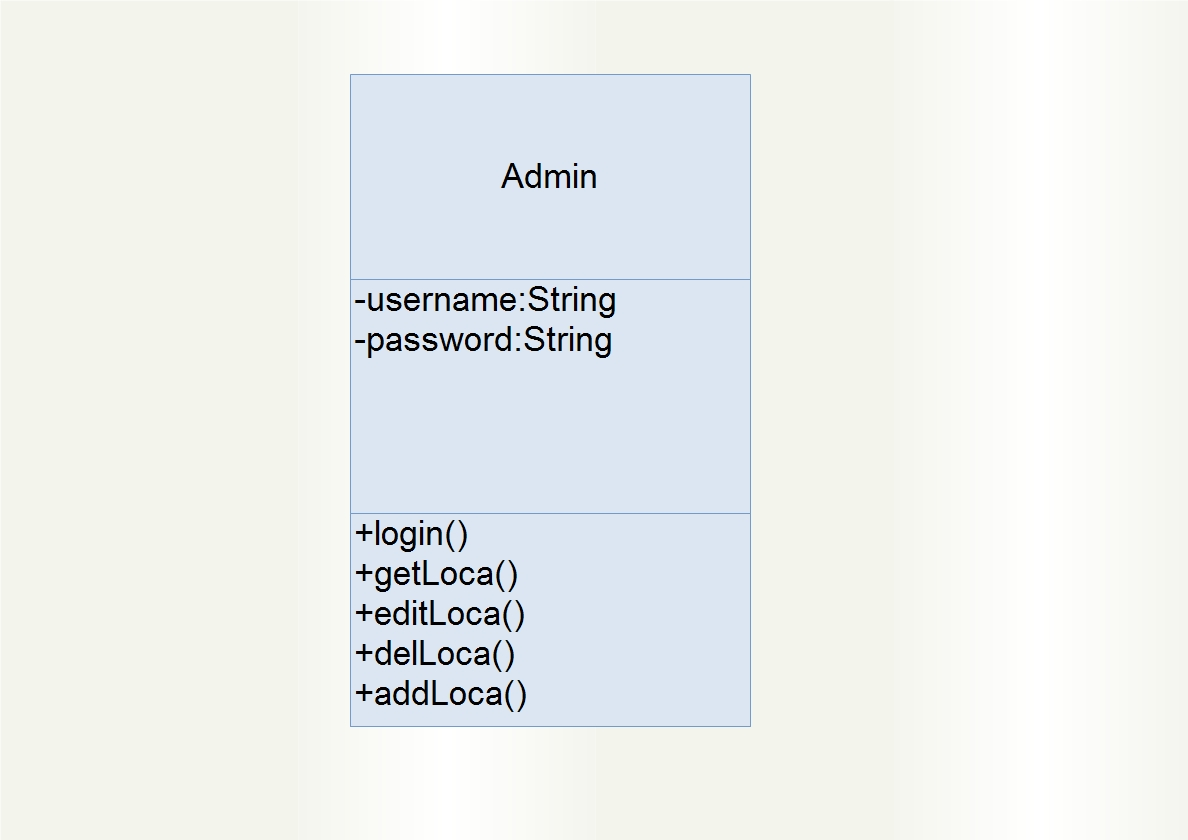 Admin
-username:String
-password:String
+login()
+getLoca()
+editLoca()
+delLoca()
+addLoca()